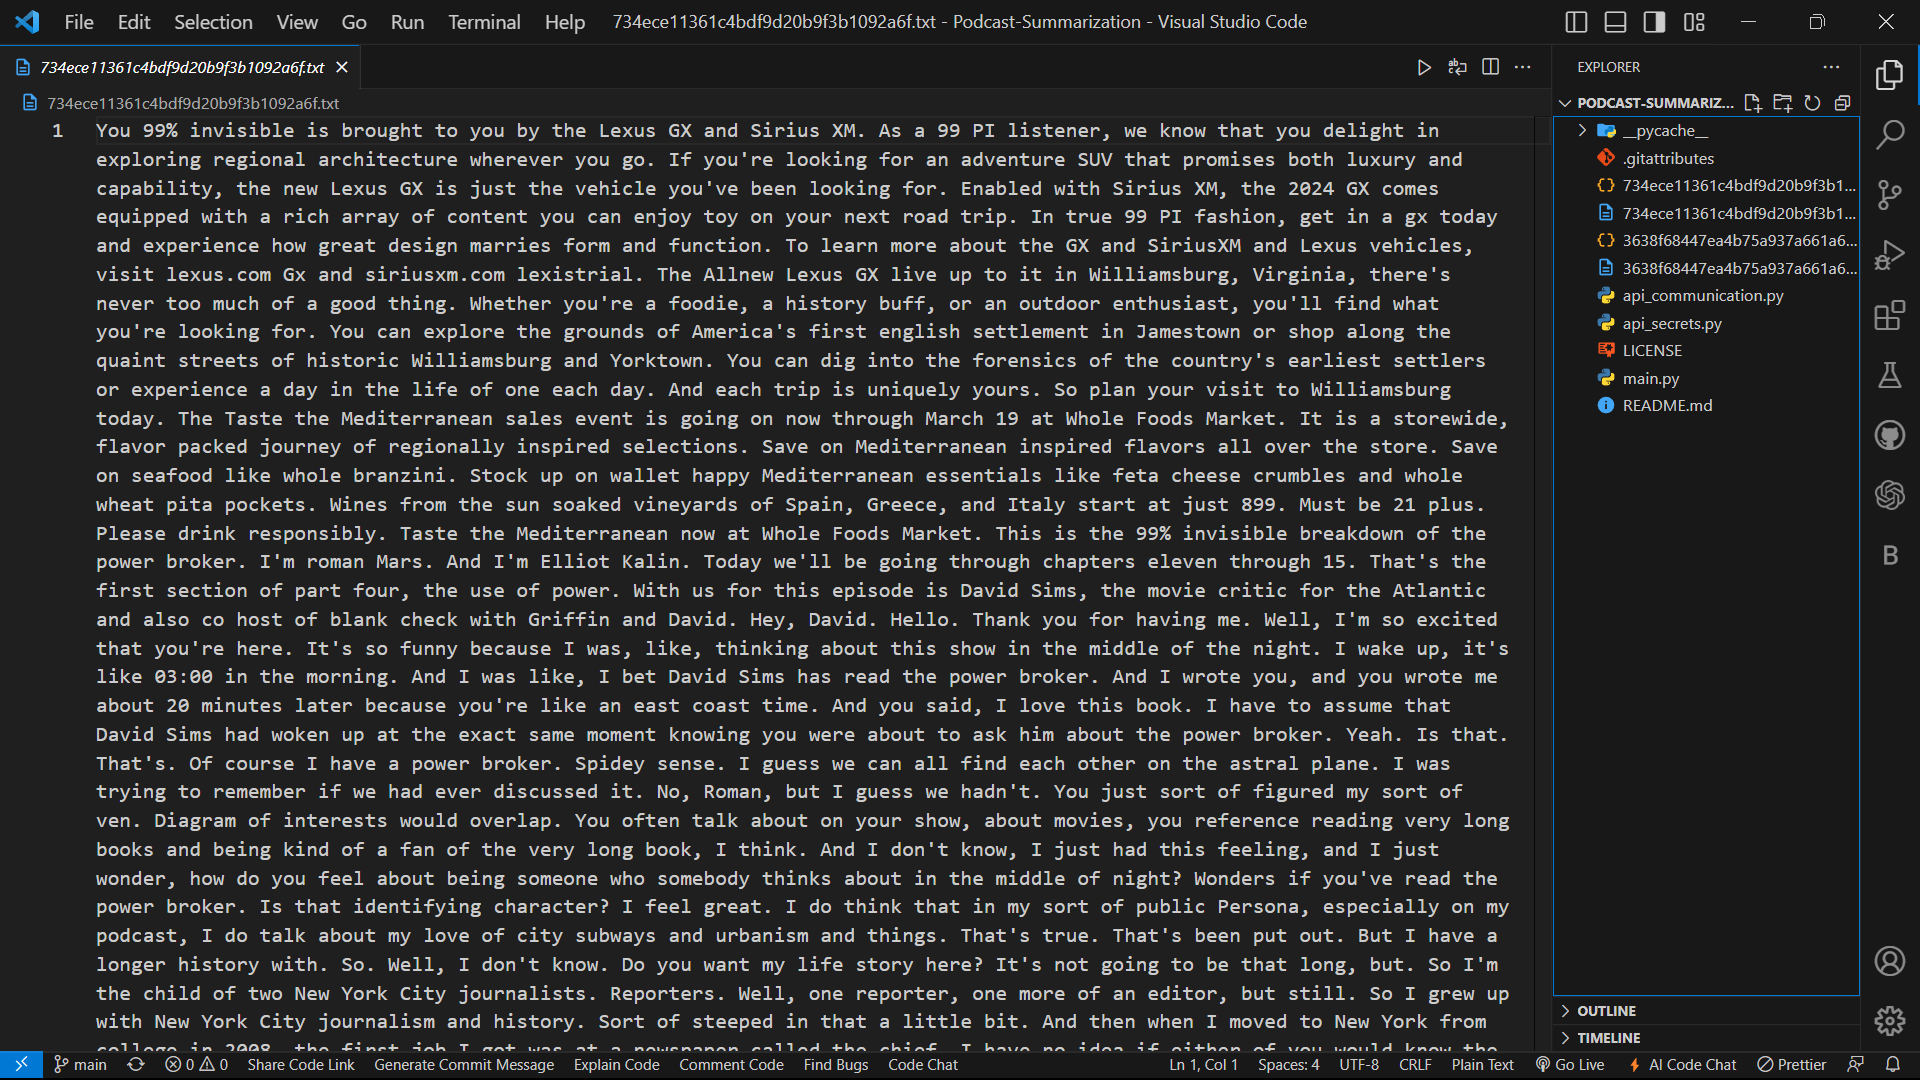 File Edit Selection View Go Run Terminal Help 734ece11361c4bdf9d20b9f3b1092a6f.txt - Podcast-Summarization - Visual Studio Code
734ece11361c4bdf9d20b9f3b1092a6f.txt
734ece11361c4bdf9d20b9f3b1092a6f.txt
1
You 99% invisible is brought to you by the Lexus GX and Sirius XM. As a 99 PI listener, we know that you delight in
exploring regional architecture wherever you go. If you're looking for an adventure SUV that promises both luxury and
capability, the new Lexus GX is just the vehicle you've been looking for. Enabled with Sirius XM, the 2024 GX comes
equipped with a rich array of content you can enjoy toy on your next road trip. In true 99 PI fashion, get in a gx today
and experience how great design marries form and function. To learn more about the GX and SiriusXM and Lexus vehicles,
visit lexus.com Gx and siriusxm.com lexistrial. The Allnew Lexus GX live up to it in Williamsburg, Virginia, there's
never too much of a good thing. Whether you're a foodie, a history buff, or an outdoor enthusiast, you'll find what
you're looking for. You can explore the grounds of America's first english settlement in Jamestown or shop along the
quaint streets of historic Williamsburg and Yorktown. You can dig into the forensics of the country's earliest settlers
or experience a day in the life of one each day. And each trip is uniquely yours. So plan your visit to Williamsburg
today. The Taste the Mediterranean sales event is going on now through March 19 at Whole Foods Market. It is a storewide,
flavor packed journey of regionally inspired selections. Save on Mediterranean inspired flavors all over the store. Save
on seafood like whole branzini. Stock up on wallet happy Mediterranean essentials like feta cheese crumbles and whole
wheat pita pockets. Wines from the sun soaked vineyards of Spain, Greece, and Italy start at just 899. Must be 21 plus.
Please drink responsibly. Taste the Mediterranean now at Whole Foods Market. This is the 99% invisible breakdown of the
power broker. I'm roman Mars. And I'm Elliot Kalin. Today we'll be going through chapters eleven through 15. That's the
first section of part four, the use of power. With us for this episode is David Sims, the movie critic for the Atlantic
and also co host of blank check with Griffin and David. Hey, David. Hello. Thank you for having me. Well, I'm so excited
that you're here. It's so funny because I was, like, thinking about this show in the middle of the night. I wake up, it's
like 03:00 in the morning. And I was like, I bet David Sims has read the power broker. And I wrote you, and you wrote me
about 20 minutes later because you're like an east coast time. And you said, I love this book. I have to assume that
David Sims had woken up at the exact same moment knowing you were about to ask him about the power broker. Yeah. Is that.
That's. Of course I have a power broker. Spidey sense. I guess we can all find each other on the astral plane. I was
trying to remember if we had ever discussed it. No, Roman, but I guess we hadn't. You just sort of figured my sort of
ven. Diagram of interests would overlap. You often talk about on your show, about movies, you reference reading very long
books and being kind of a fan of the very long book, I think. And I don't know, I just had this feeling, and I just
wonder, how do you feel about being someone who somebody thinks about in the middle of night? Wonders if you've read the
power broker. Is that identifying character? I feel great. I do think that in my sort of public Persona, especially on my
podcast, I do talk about my love of city subways and urbanism and things. That's true. That's been put out. But I have a
longer history with. So. Well, I don't know. Do you want my life story here? It's not going to be that long, but. So I'm
the child of two New York City journalists. Reporters. Well, one reporter, one more of an editor, but still. So I grew up
with New York City journalism and history. Sort of steeped in that a little bit. And then when I moved to New York from
college in 2008, the first job I got was at a newspaper called the chief. I have no idea if either of you would know the
EXPLORER
PODCAST-SUMMARIZ...
__pycache__
.gitattributes
734ece11361c4bdf9d20b9f3b1...
734ece11361c4bdf9d20b9f3b1...
3638f68447ea4b75a937a661a6...
3638f68447ea4b75a937a661a6...
api_communication.py
api_secrets.py
LICENSE
main.py
README.md
OUTLINE
TIMELINE
B
main 0 0 Share Code Link Generate Commit Message Explain Code Comment Code Find Bugs Code Chat Ln 1, Col 1 Spaces: 4 UTF-8 CRLF Plain Text Go Live AI Code Chat Prettier